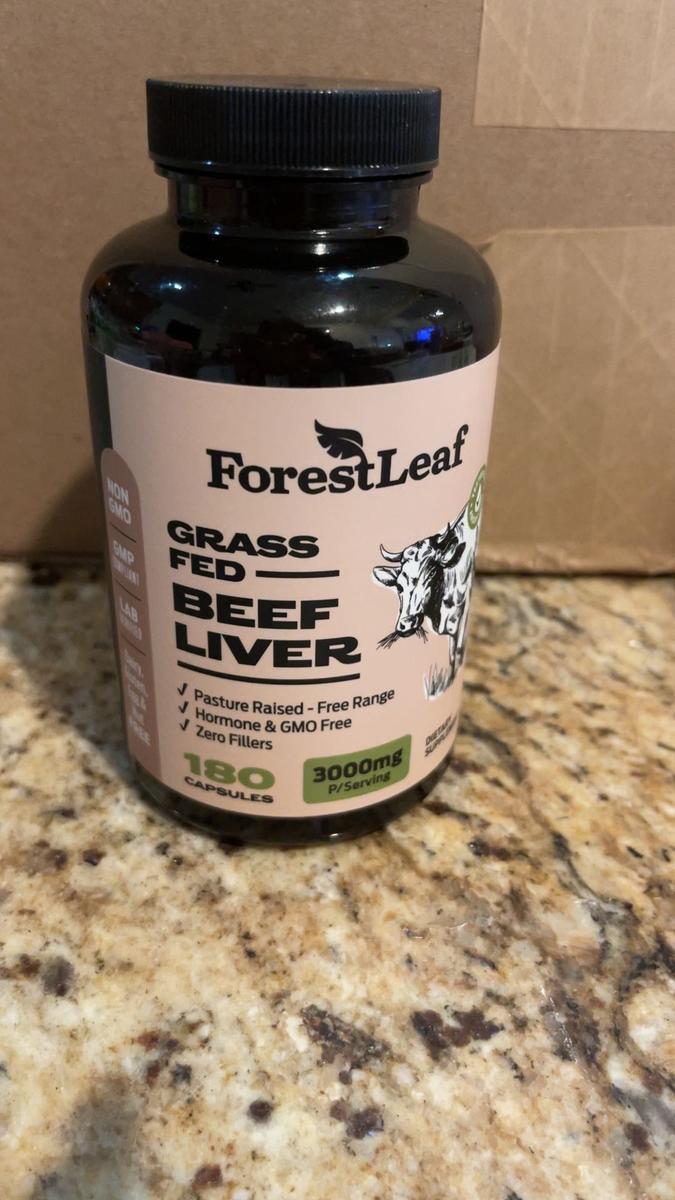 ForestLeaf
GRASS
FED
BEEF
LIVER
✓ Pasture Raised - Free Range
✓ Hormone & GMO Free
✓ Zero Fillers
180
CAPSULES
3000mg
P/Serving
NON
GMO
GMP
LAB
FREE